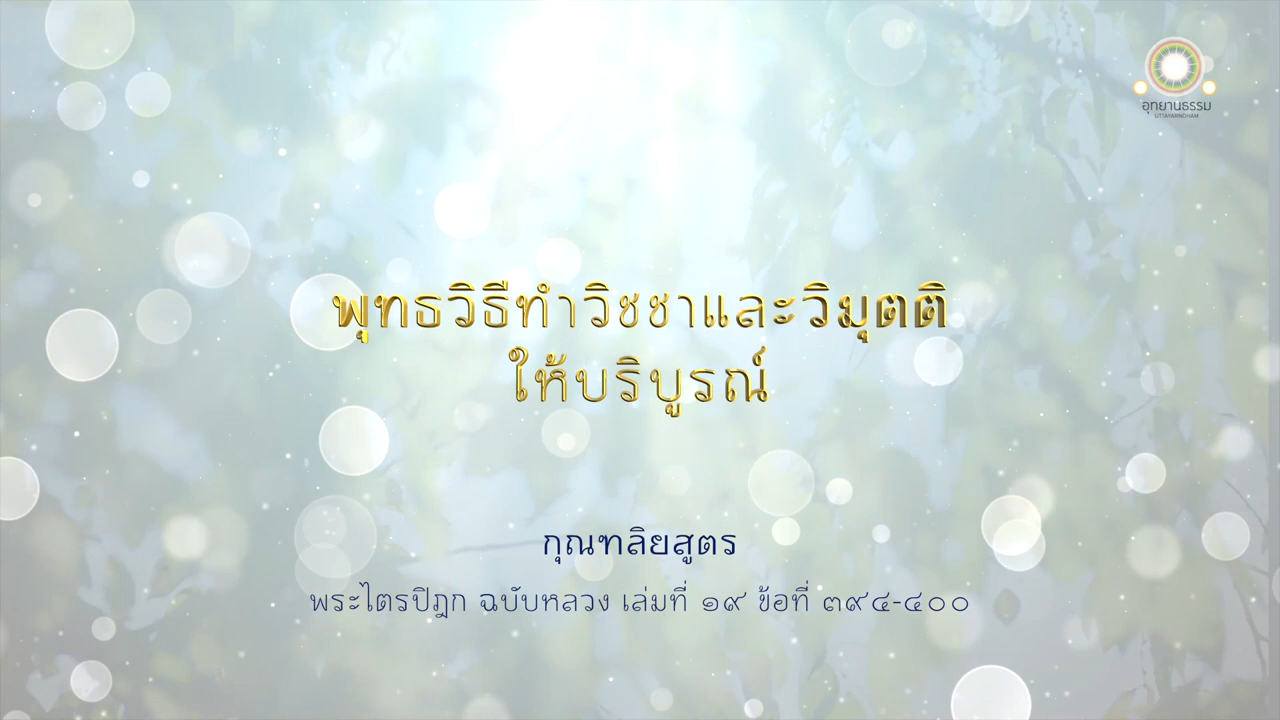 อุทยานธรรม
UTTAYARNDHAM
พุทธวิธีทำวิชชาและวิมุตติ
ให้บริบูรณ์
กุณฑลิยสูตร
พระไตรปิฎก ฉบับหลวง เล่มที่ ๑๙ ข้อที่ ๓๙๔-๔๐๐